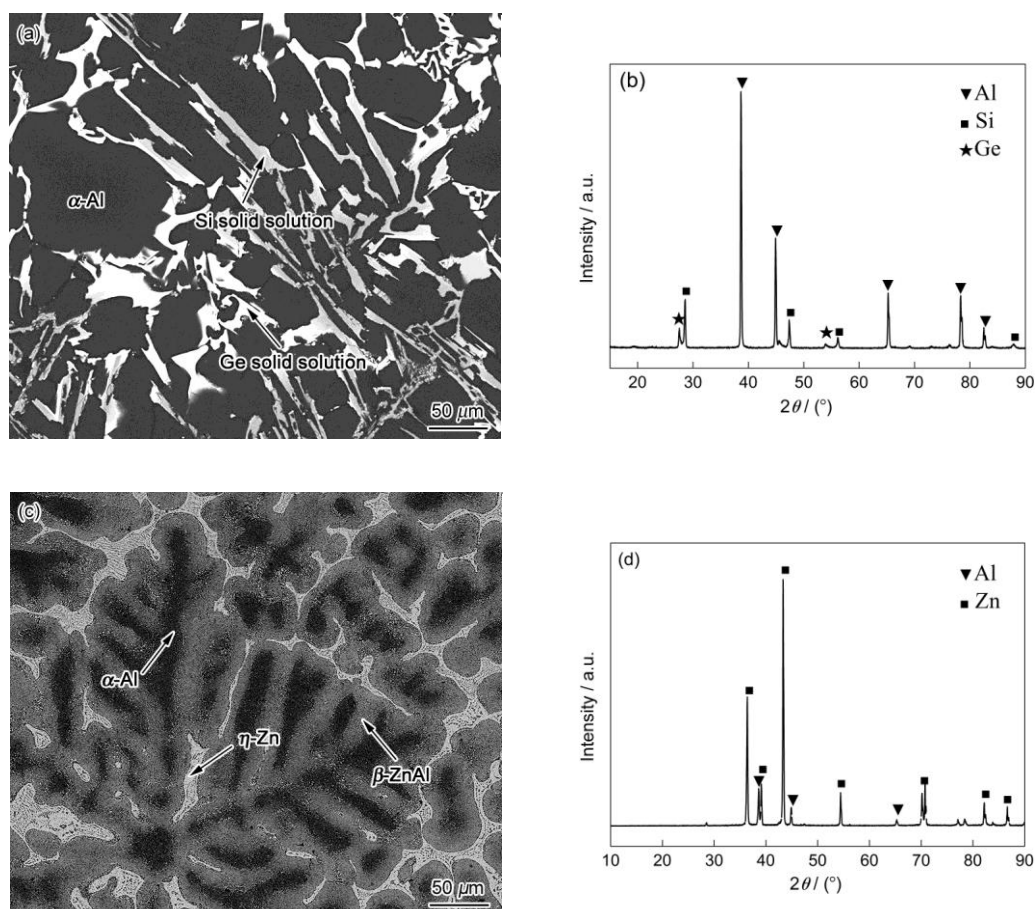 (a)
α-Al
Si solid solution
Ge solid solution
50 μm
(b)
▼Al
■ Si
★Ge
Intensity / a.u.
20 30 40 50 60 70 80 90
2θ / (°)
(c)
α-Al
η-Zn
β-ZnAl
50 μm
(d)
▼ Al
■ Zn
Intensity / a.u.
10 20 30 40 50 60 70 80 90
2θ / (°)